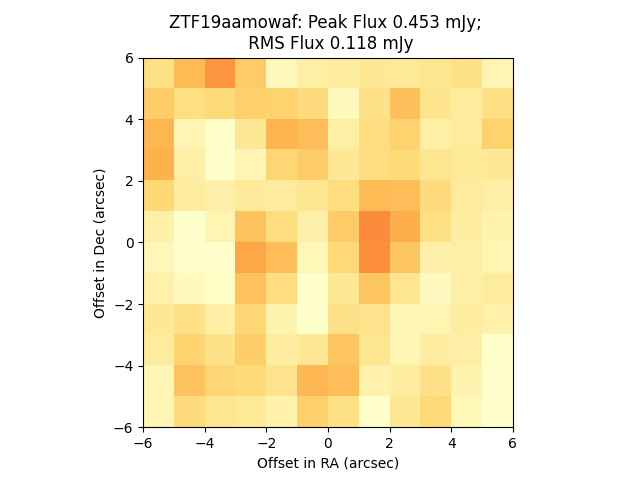 ZTF19aamowaf: Peak Flux 0.453 mJy;
RMS Flux 0.118 mJy
6
4
2
0
−2
−4
−6
Offset in Dec (arcsec)
−6 −4 −2 0 2 4 6
Offset in RA (arcsec)